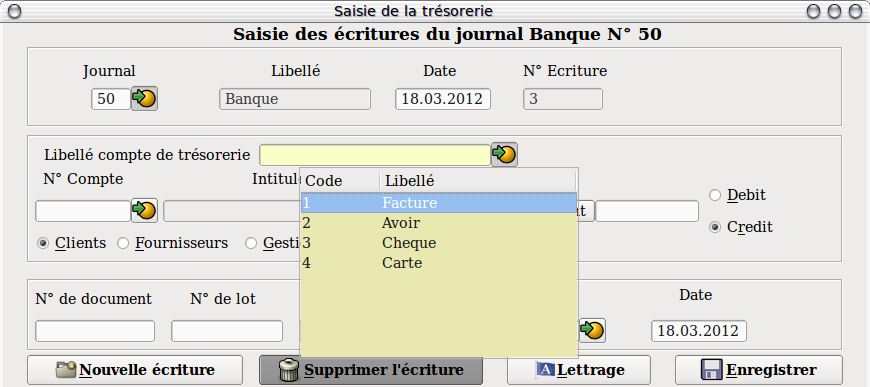 Saisie de la trésorerie
Saisie des écritures du journal Banque N° 50
Journal Libellé Date N° Ecriture
50 Banque 18.03.2012 3
Libellé compte de trésorerie
N° Compte Intitulé
Code Libellé
1 Facture
2 Avoir
3 Cheque
4 Carte
Debit
Credit
Clients Fournisseurs Gesti
N° de document N° de lot Date
18.03.2012
Nouvelle écriture Supprimer l'écriture Lettrage Enregistrer